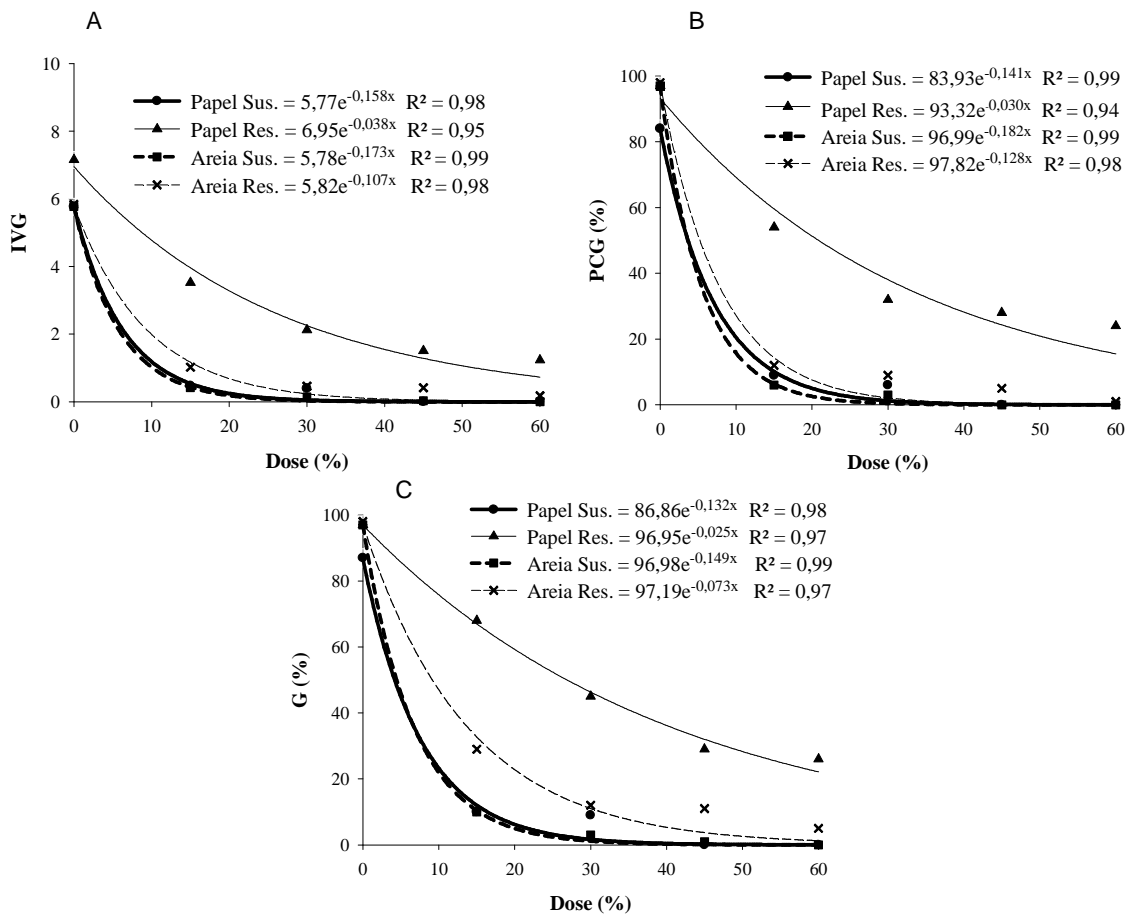 A
10
8
6
4
2
0
IVG
Papel Sus. = 5,77e-0,158x R² = 0,98
Papel Res. = 6,95e-0,038x R² = 0,95
Areia Sus. = 5,78e-0,173x R² = 0,99
Areia Res. = 5,82e-0,107x R² = 0,98
0 10 20 30 40 50 60
Dose (%)
B
100
80
60
40
20
0
PCG (%)
Papel Sus. = 83,93e-0,141x R² = 0,99
Papel Res. = 93,32e-0,030x R² = 0,94
Areia Sus. = 96,99e-0,182x R² = 0,99
Areia Res. = 97,82e-0,128x R² = 0,98
0 10 20 30 40 50 60
Dose (%)
C
100
80
60
40
20
0
G (%)
Papel Sus. = 86,86e-0,132x R² = 0,98
Papel Res. = 96,95e-0,025x R² = 0,97
Areia Sus. = 96,98e-0,149x R² = 0,99
Areia Res. = 97,19e-0,073x R² = 0,97
0 10 20 30 40 50 60
Dose (%)